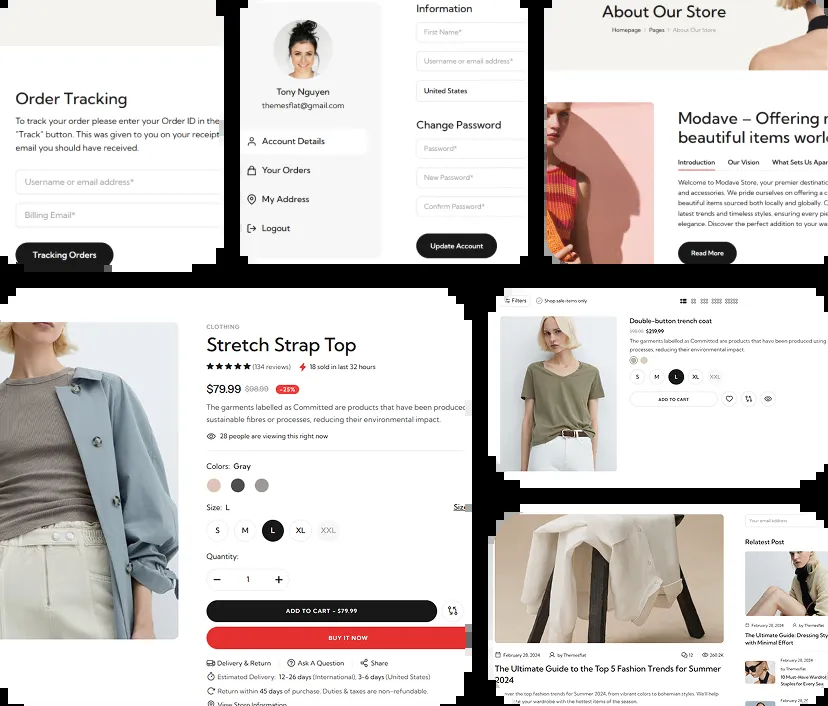 Order Tracking
To track your order please enter your Order ID in the
"Track" button. This was given to you on your receipt
email you should have received.
Username or email address*
Billing Email*
Tracking Orders
Tony Nguyen
themesflat@gmail.com
Account Details
Your Orders
My Address
Logout
Information
First Name*
Username or email address*
United States
Change Password
Password*
New Password*
Confirm Password*
Update Account
About Our Store
Homepage > Pages > About Our Store
Modave – Offering
beautiful items
Introduction Our Vision What Sets Us
Welcome to Modave Store, your premier
and accessories. We pride ourselves on offering a
beautiful items sourced both locally and globally.
latest trends and timeless styles, ensuring every
elegance. Discover the perfect addition to your
Read More
CLOTHING
Stretch Strap Top
(134 reviews) 18 sold in last 32 hours
$79.99 $98.99 -25%
The garments labelled as Committed are products that have been produced
sustainable fibres or processes, reducing their environmental impact.
28 people are viewing this right now
Colors: Gray
Size: L
S M L XL XXL
Quantity:
- 1 +
ADD TO CART - $79.99
BUY IT NOW
Delivery & Return Ask A Question Share
Estimated Delivery: 12-26 days (International), 3-6 days (United States)
Return within 45 days of purchase. Duties & taxes are non-refundable.
View Store Information
Filters Shop sale items only
Double-button trench coat
$219.99
The garments labelled as Committed are products that have been produced using
processes, reducing their environmental impact.
S M L XL XXL
ADD TO CART
February 28, 2024 by Themesflat 12 260.2K
The Ultimate Guide to the Top 5 Fashion Trends for Summer
2024
the top fashion trends for Summer 2024, from vibrant colors to bohemian styles. We'll help
your wardrobe with the hottest items of the season.
Your email address
Relatest Post
February 28, 2024 by Themesflat
The Ultimate Guide: Dressing
with Minimal Effort
February 28, 2024
by Themesflat
10 Must-Have
Staples for Every
February 28,